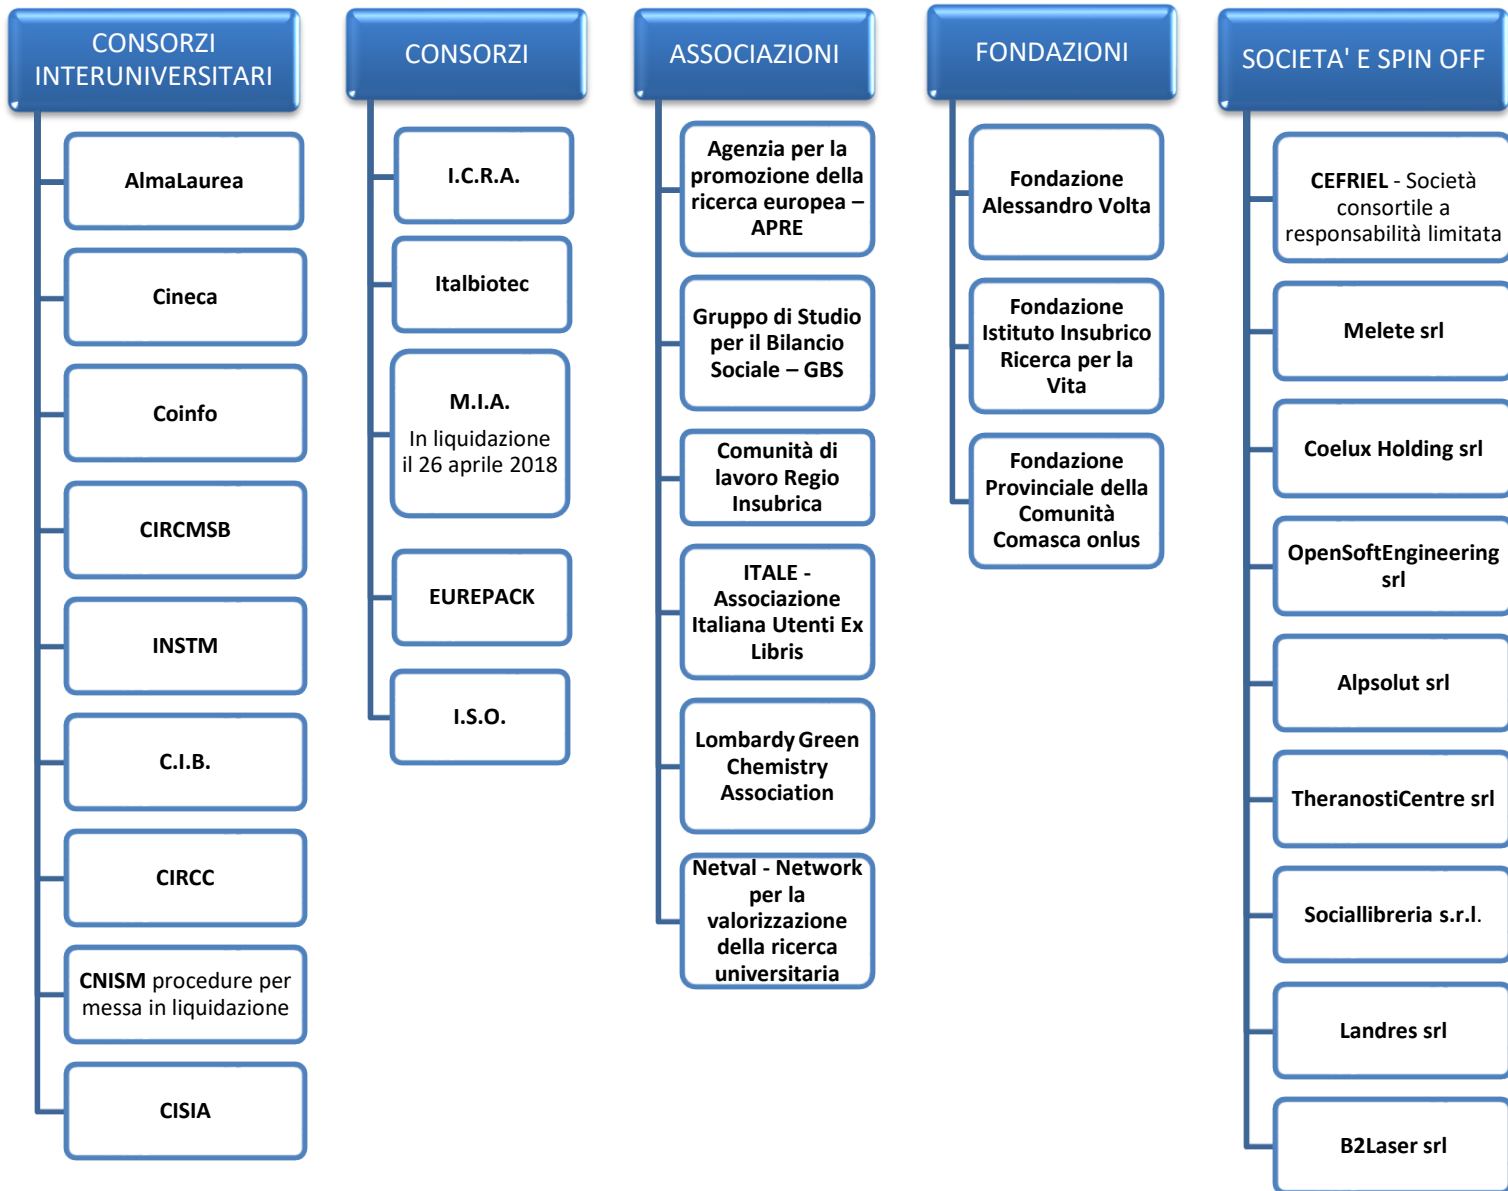 CONSORZI
INTERUNIVERSITARI
AlmaLaurea
Cineca
Coinfo
CIRCMSB
INSTM
C.I.B.
CIRCC
CNISM procedure per
messa in liquidazione
CISIA
CONSORZI
I.C.R.A.
Italbiotec
M.I.A.
In liquidazione
il 26 aprile 2018
EUREPACK
I.S.O.
ASSOCIAZIONI
Agenzia per la
promozione della
ricerca europea –
APRE
Gruppo di Studio
per il Bilancio
Sociale – GBS
Comunità di
lavoro Regio
Insubrica
ITALE -
Associazione
Italiana Utenti Ex
Libris
Lombardy Green
Chemistry
Association
Netval - Network
per la
valorizzazione
della ricerca
universitaria
FONDAZIONI
Fondazione
Alessandro Volta
Fondazione
Istituto Insubrico
Ricerca per la
Vita
Fondazione
Provinciale della
Comunità
Comasca onlus
SOCIETA' E SPIN OFF
CEFRIEL - Società
consortile a
responsabilità limitata
Melete srl
Coelux Holding srl
OpenSoftEngineering
srl
Alpsolut srl
TheranostiCentre srl
Sociallibreria s.r.l.
Landres srl
B2Laser srl